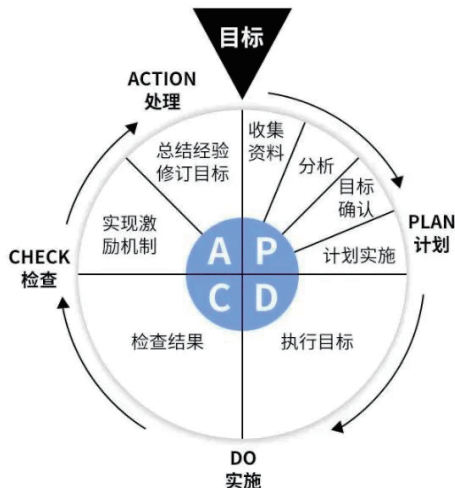 目标
ACTION
处理
总结经验
修订目标
收集
资料
分析
目标
确认
实现激
励机制
计划实施
PLAN
计划
CHECK
检查
A P
C D
检查结果
执行目标
DO
实施